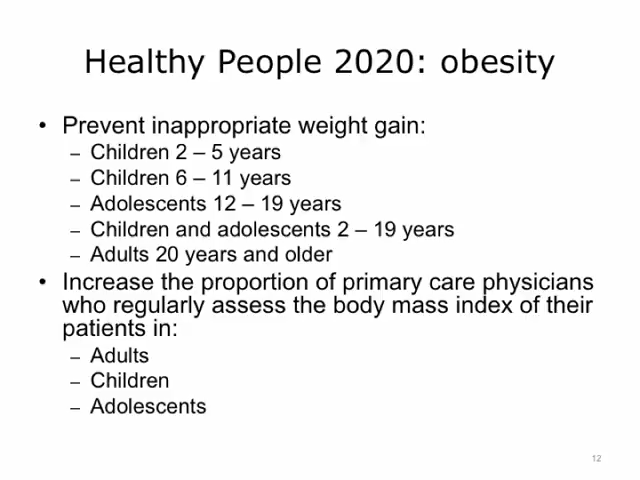 Healthy People 2020: obesity
• Prevent inappropriate weight gain:
– Children 2 – 5 years
– Children 6 – 11 years
– Adolescents 12 – 19 years
– Children and adolescents 2 – 19 years
– Adults 20 years and older
• Increase the proportion of primary care physicians
who regularly assess the body mass index of their
patients in:
– Adults
– Children
– Adolescents
12